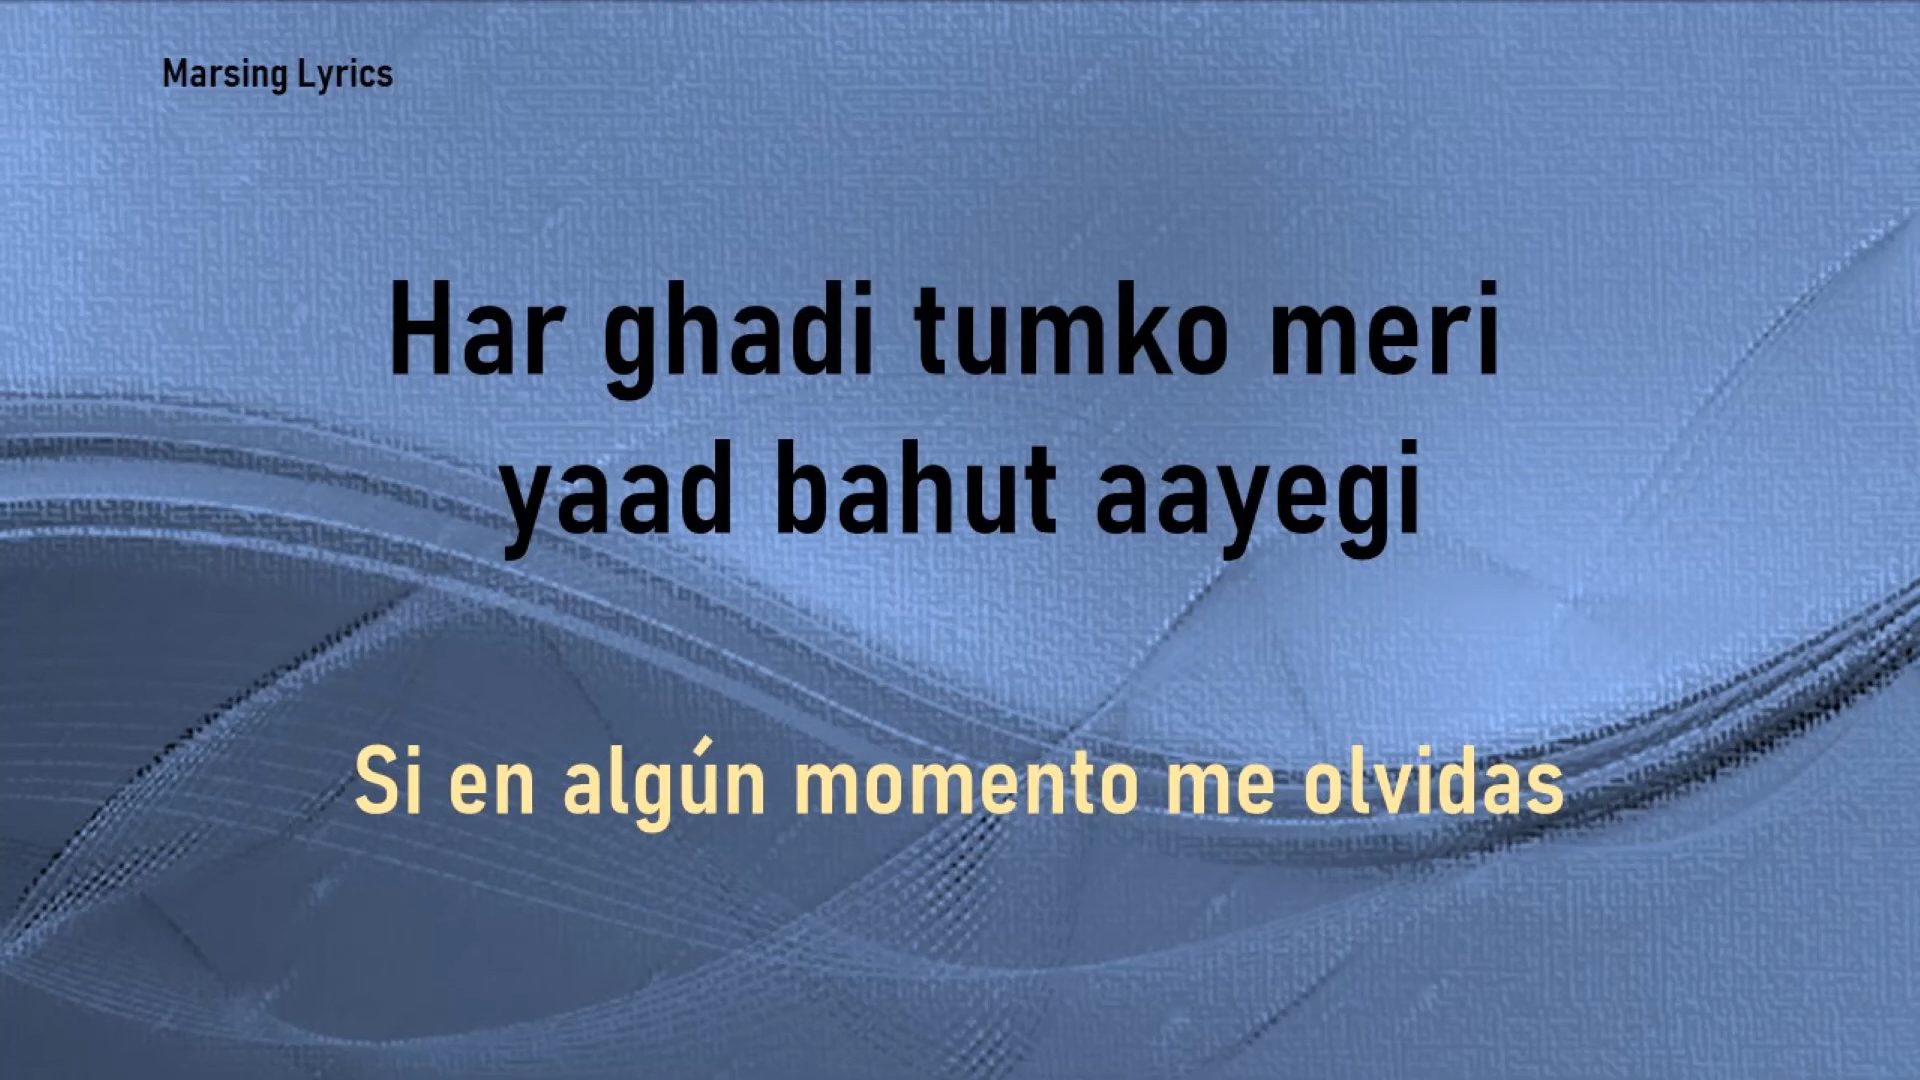 Marsing Lyrics
Har ghadi tumko meri
yaad bahut aayegi
Si en algún momento me olvidas